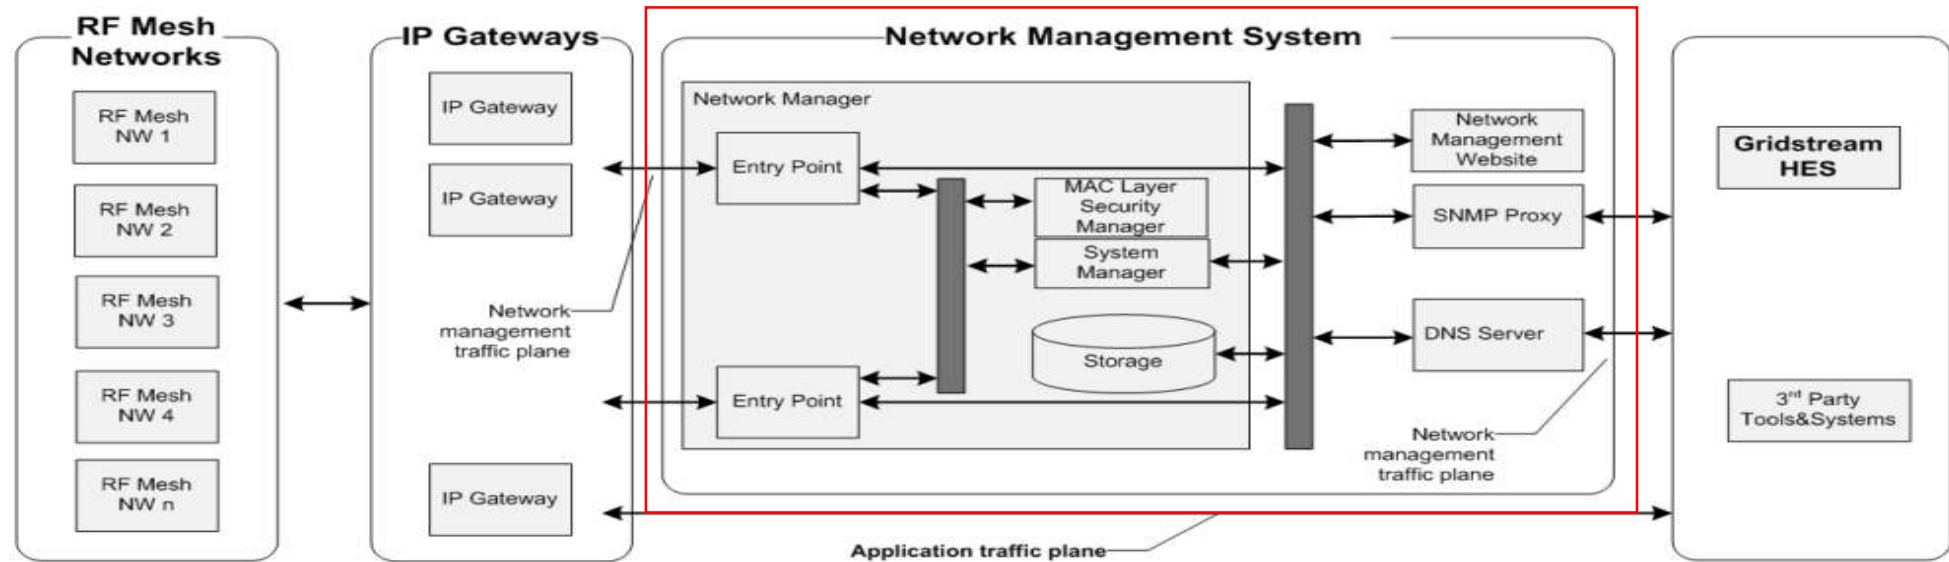 RF Mesh
Networks
RF Mesh
NW 1
RF Mesh
NW 2
RF Mesh
NW 3
RF Mesh
NW 4
RF Mesh
NW n
IP Gateways
IP Gateway
IP Gateway
IP Gateway
Network
management
traffic plane
Network Management System
Network Manager
Entry Point
Entry Point
MAC Layer
Security
Manager
System
Manager
Storage
Network
Management
Website
SNMP Proxy
DNS Server
Network
management
traffic plane
Application traffic plane
Gridstream
HES
3rd Party
Tools&Systems